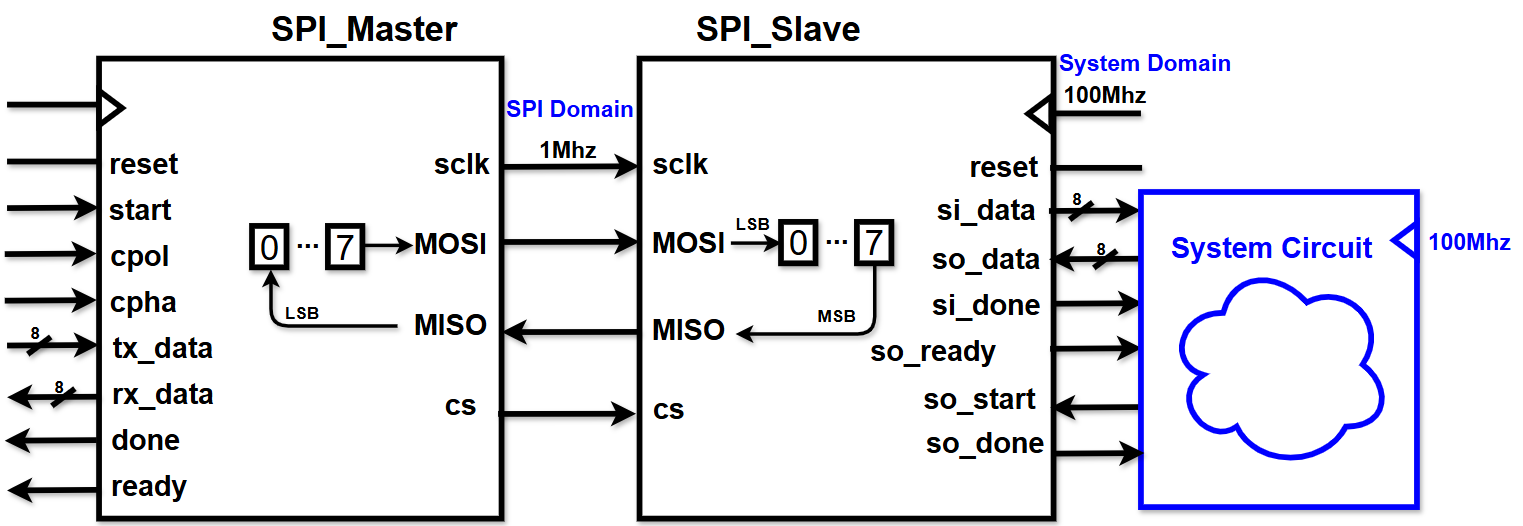 SPI_Master
SPI_Slave
System Domain
SPI Domain
100Mhz
1Mhz
reset
start
cpol
cpha
8
tx_data
8
rx_data
done
ready
sclk
0 ... 7
MOSI
LSB
MISO
cs
sclk
MOSI
LSB
0 ... 7
MISO
MSB
cs
reset
si_data
8
so_data
8
si_done
so_ready
so_start
so_done
System Circuit
100Mhz